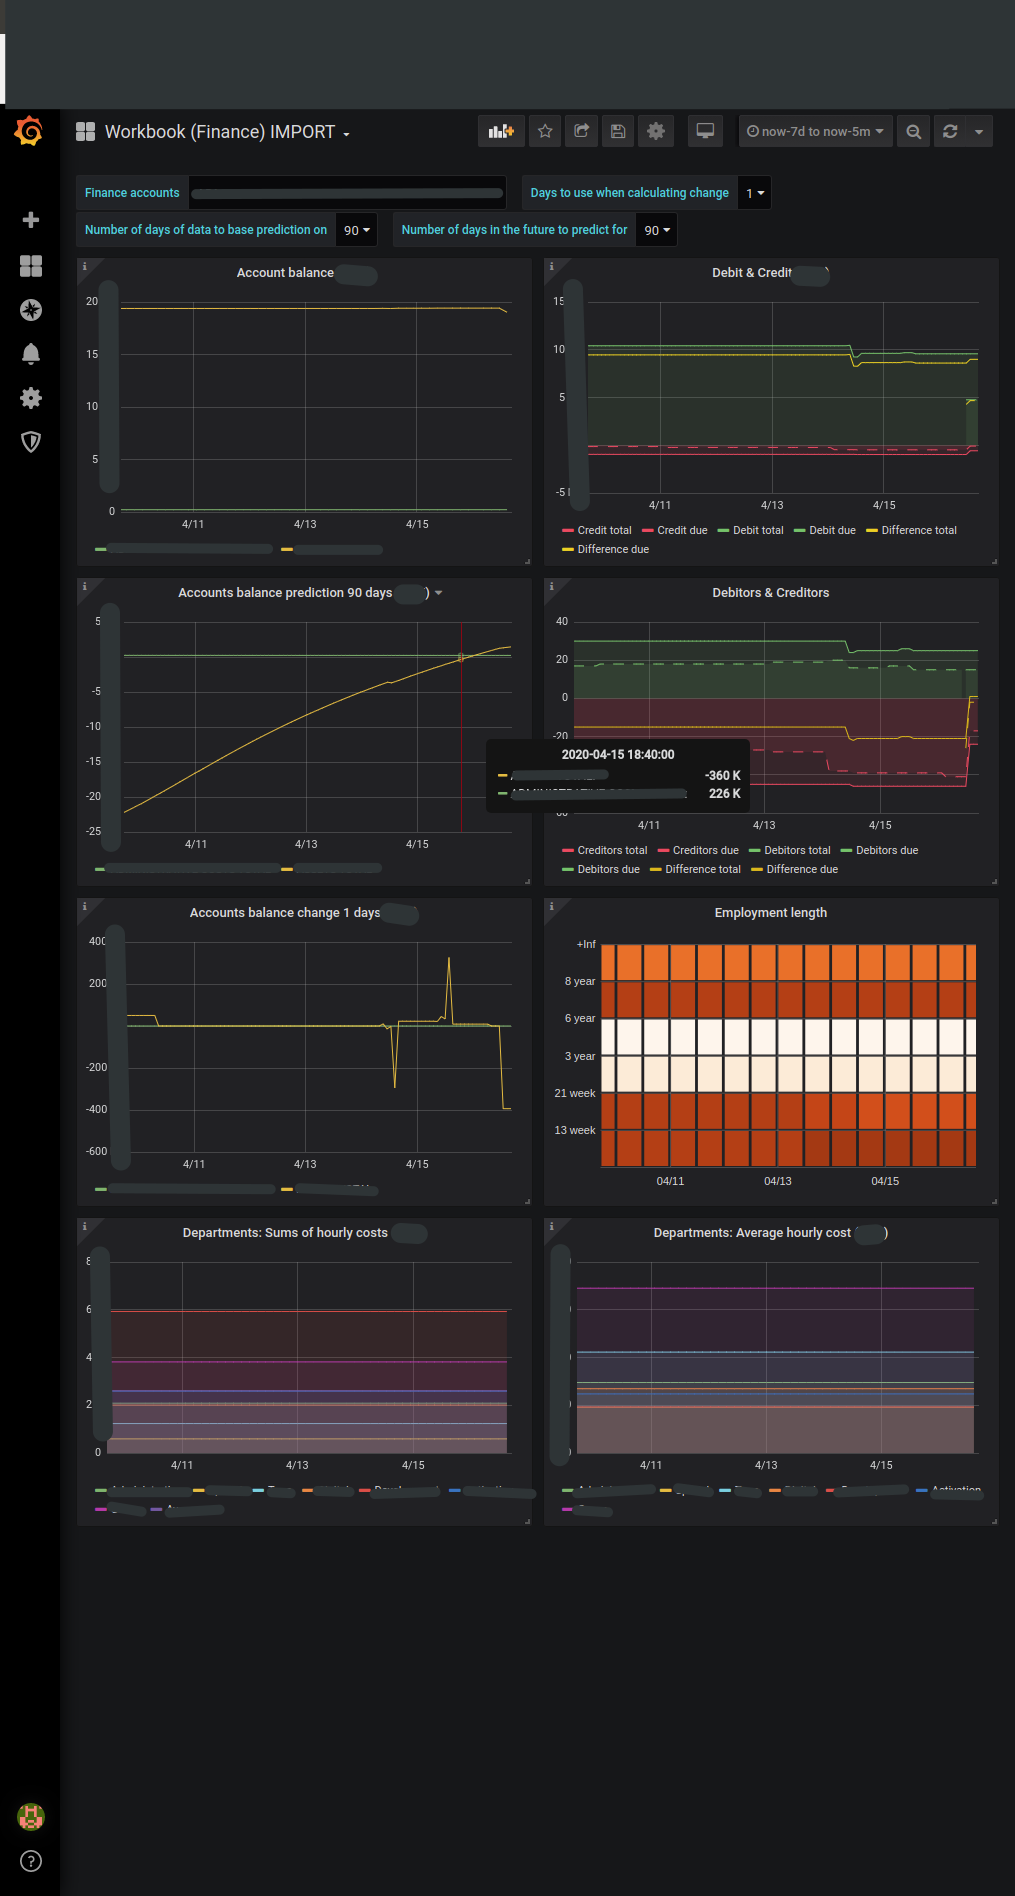 Workbook (Finance) IMPORT
now-7d to now-5m
Finance accounts
Days to use when calculating change 1
Number of days of data to base prediction on 90
Number of days in the future to predict for 90
Account balance
20
15
10
5
0
4/11 4/13 4/15
Debit & Credit )
15
10
5
-5
4/11 4/13 4/15
Credit total Credit due Debit total Debit due Difference total
Difference due
Accounts balance prediction 90 days )
5
-5
-10
-15
-20
-25
4/11 4/13 4/15
Debitors & Creditors
40
20
0
-20
4/11 4/13 4/15
Creditors total Creditors due Debitors total Debitors due
Debitors due Difference total Difference due
2020-04-15 18:40:00
-360 K
226 K
Accounts balance change 1 days
400
200
-200
-400
-600
4/11 4/13 4/15
Employment length
+Inf
8 year
6 year
3 year
21 week
13 week
04/11 04/13 04/15
Departments: Sums of hourly costs
8
6
4
2
0
4/11 4/13 4/15
Departments: Average hourly cost ( )
4/11 4/13 4/15
Activation